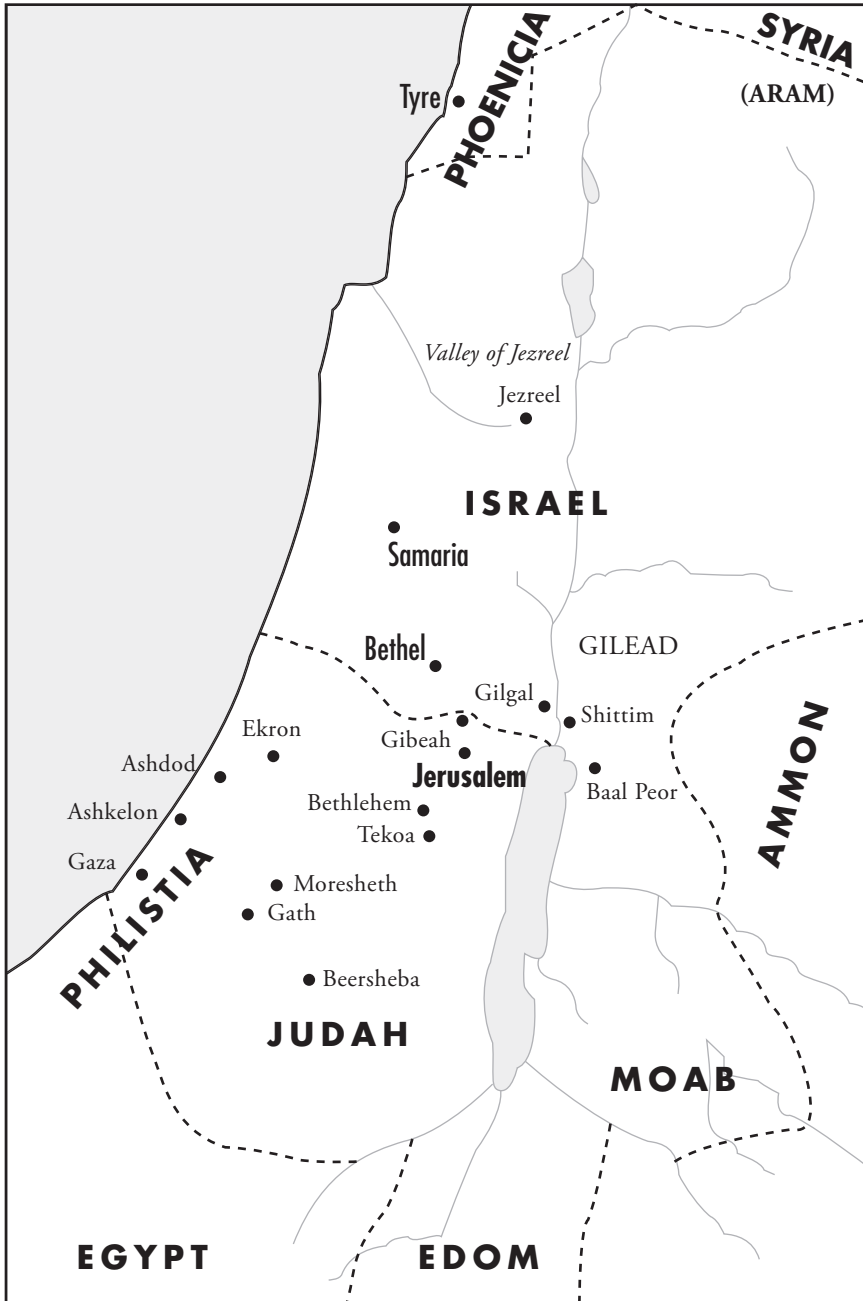 SYRIA
PHOENICIA
(ARAM)
Tyre
Valley of Jezreel
Jezreel
ISRAEL
Samaria
Bethel
GILEAD
Gilgal
Shittim
Ekron
Gibeah
Ashdod
Jerusalem
Baal Peor
AMMON
Ashkelon
Bethlehem
Tekoa
Gaza
PHILISTIA
Moresheth
Gath
Beersheba
JUDAH
MOAB
EGYPT
EDOM